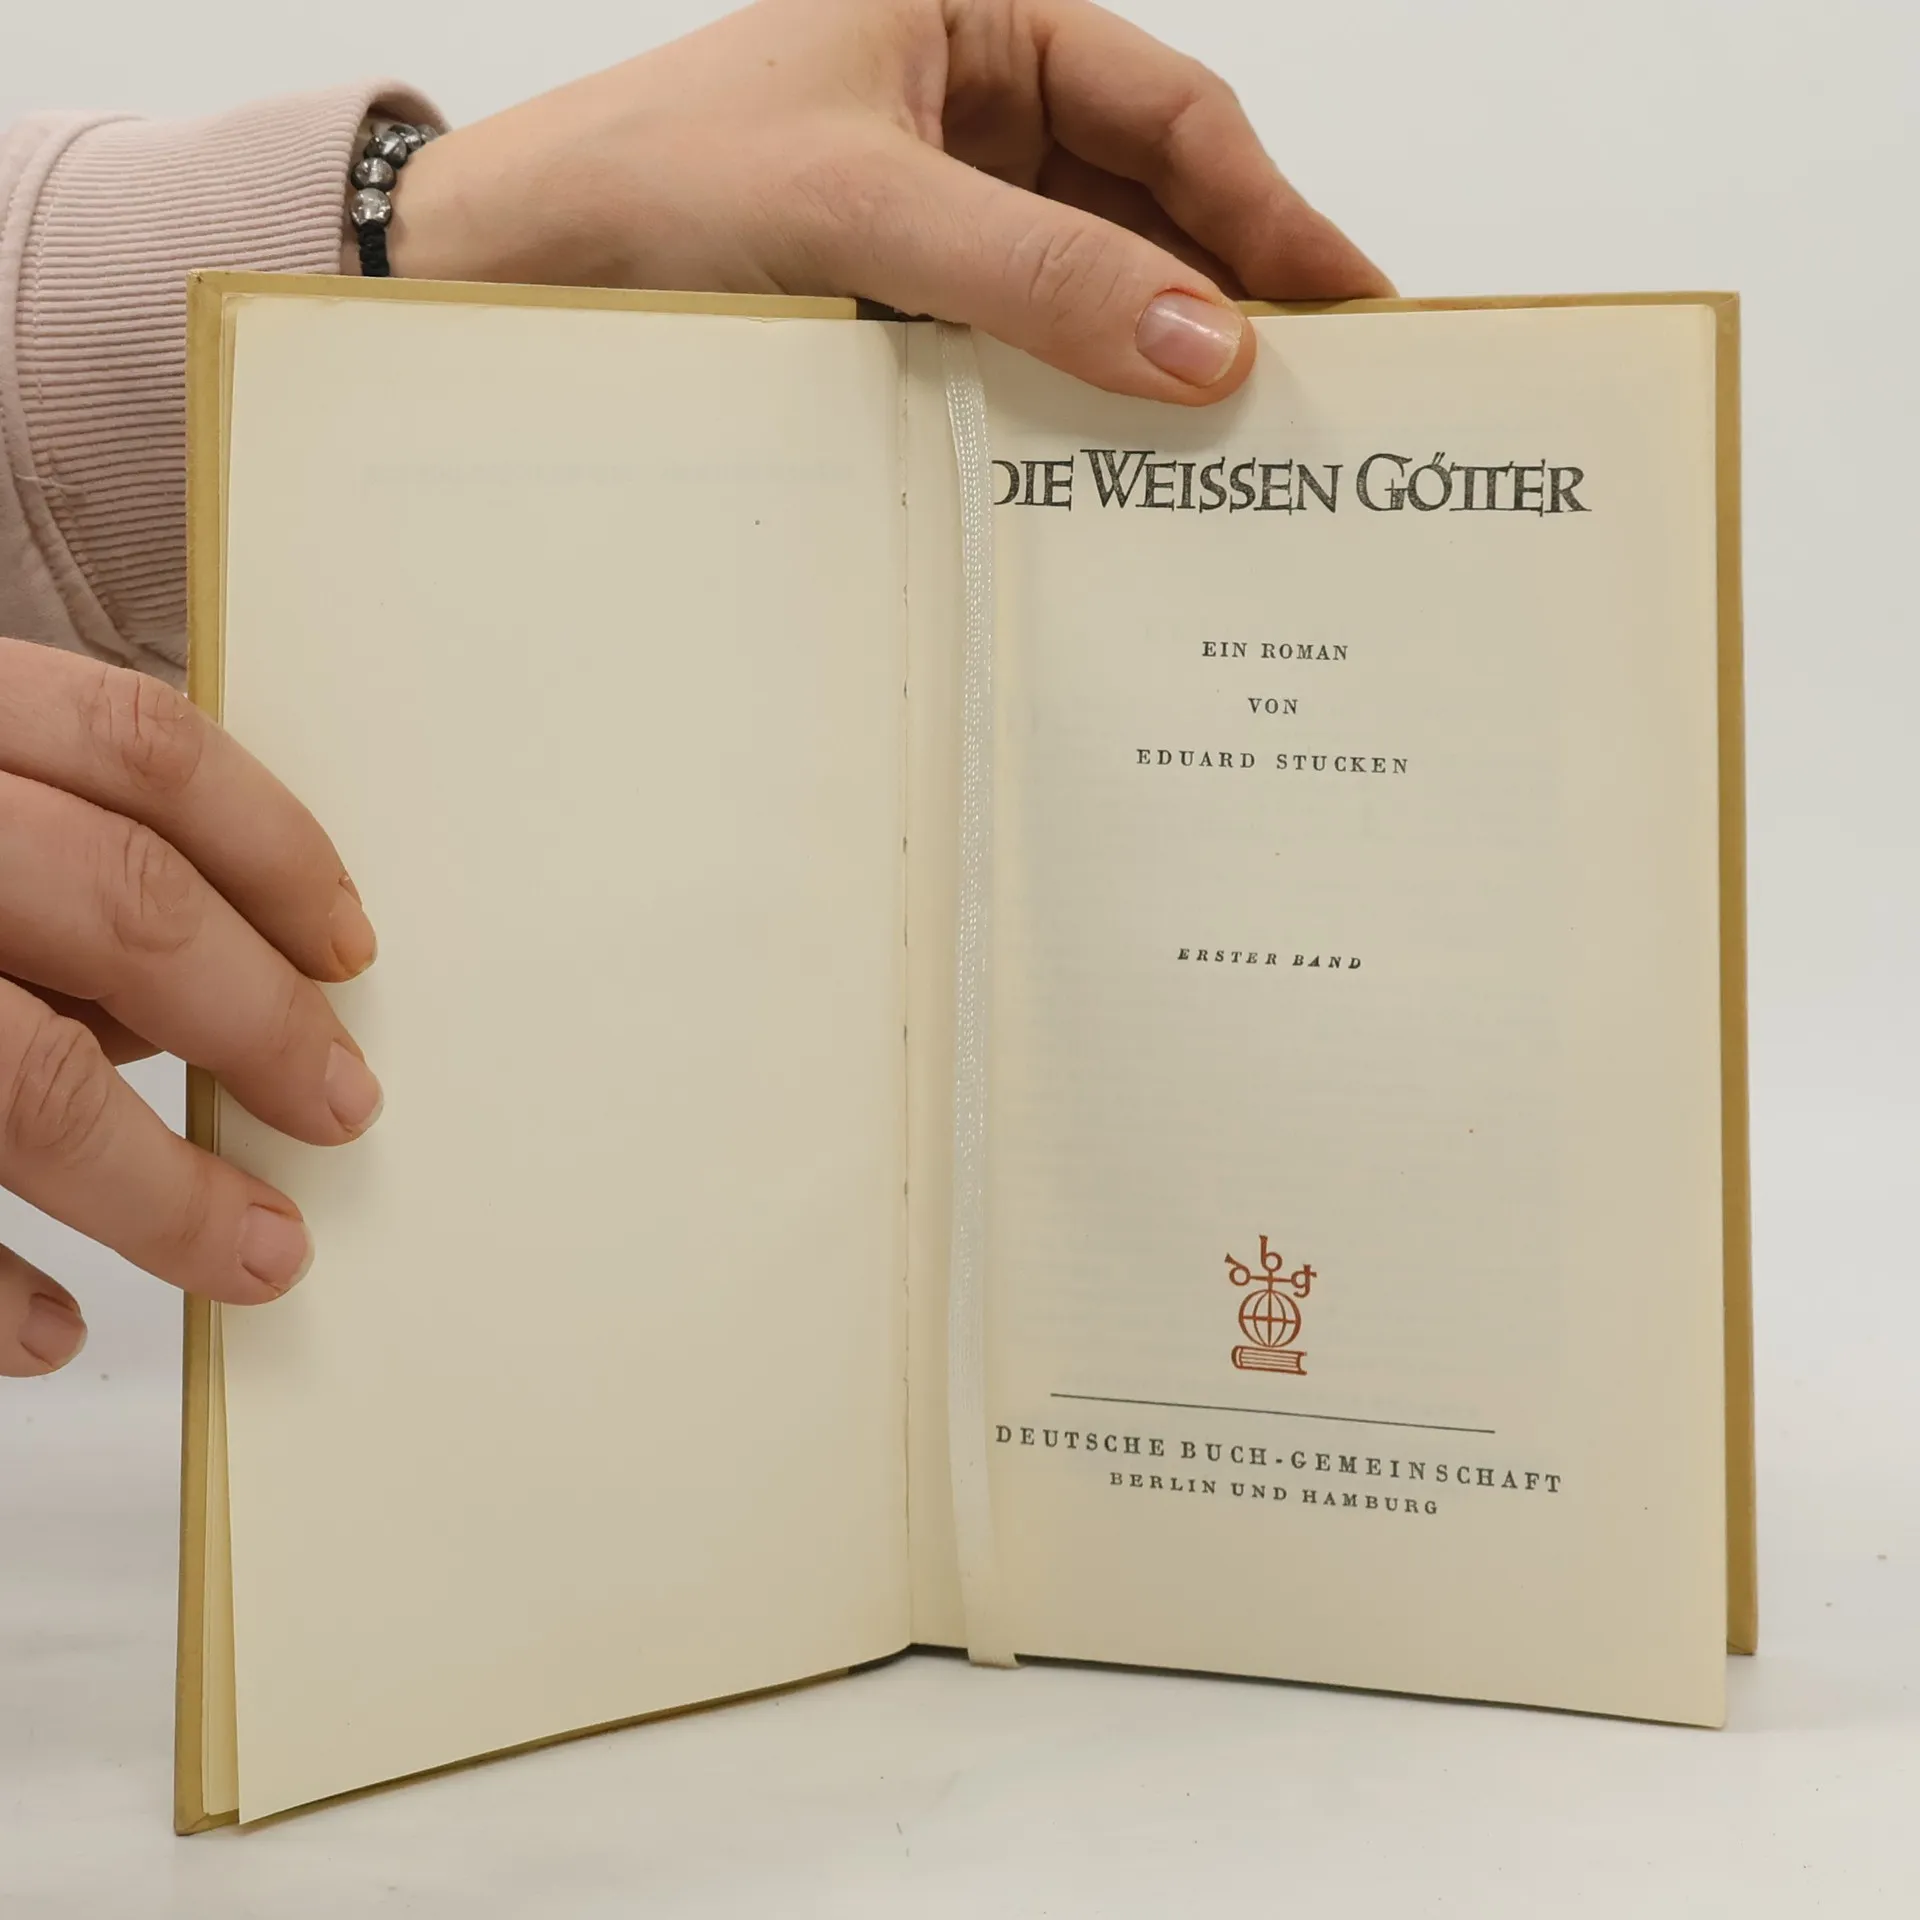 DIE WEISSEN GÖTTER
EIN ROMAN
VON
EDUARD STUCKEN
ERSTER BAND
dbg
DEUTSCHE BUCH-GEMEINSCHAFT
BERLIN UND HAMBURG